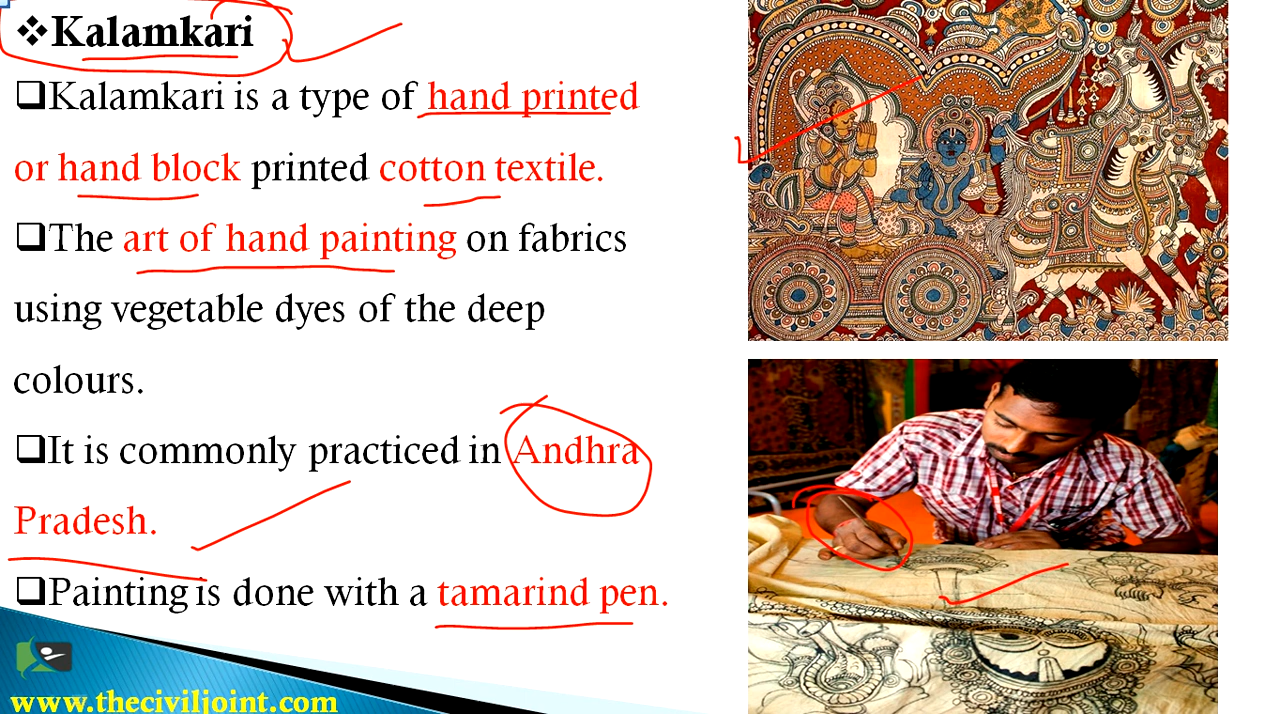 ❖Kalamkari
❑Kalamkari is a type of hand printed
or hand block printed cotton textile.
❑The art of hand painting on fabrics
using vegetable dyes of the deep
colours.
❑It is commonly practiced in Andhra
Pradesh.
❑Painting is done with a tamarind pen.
www.theciviljoint.com